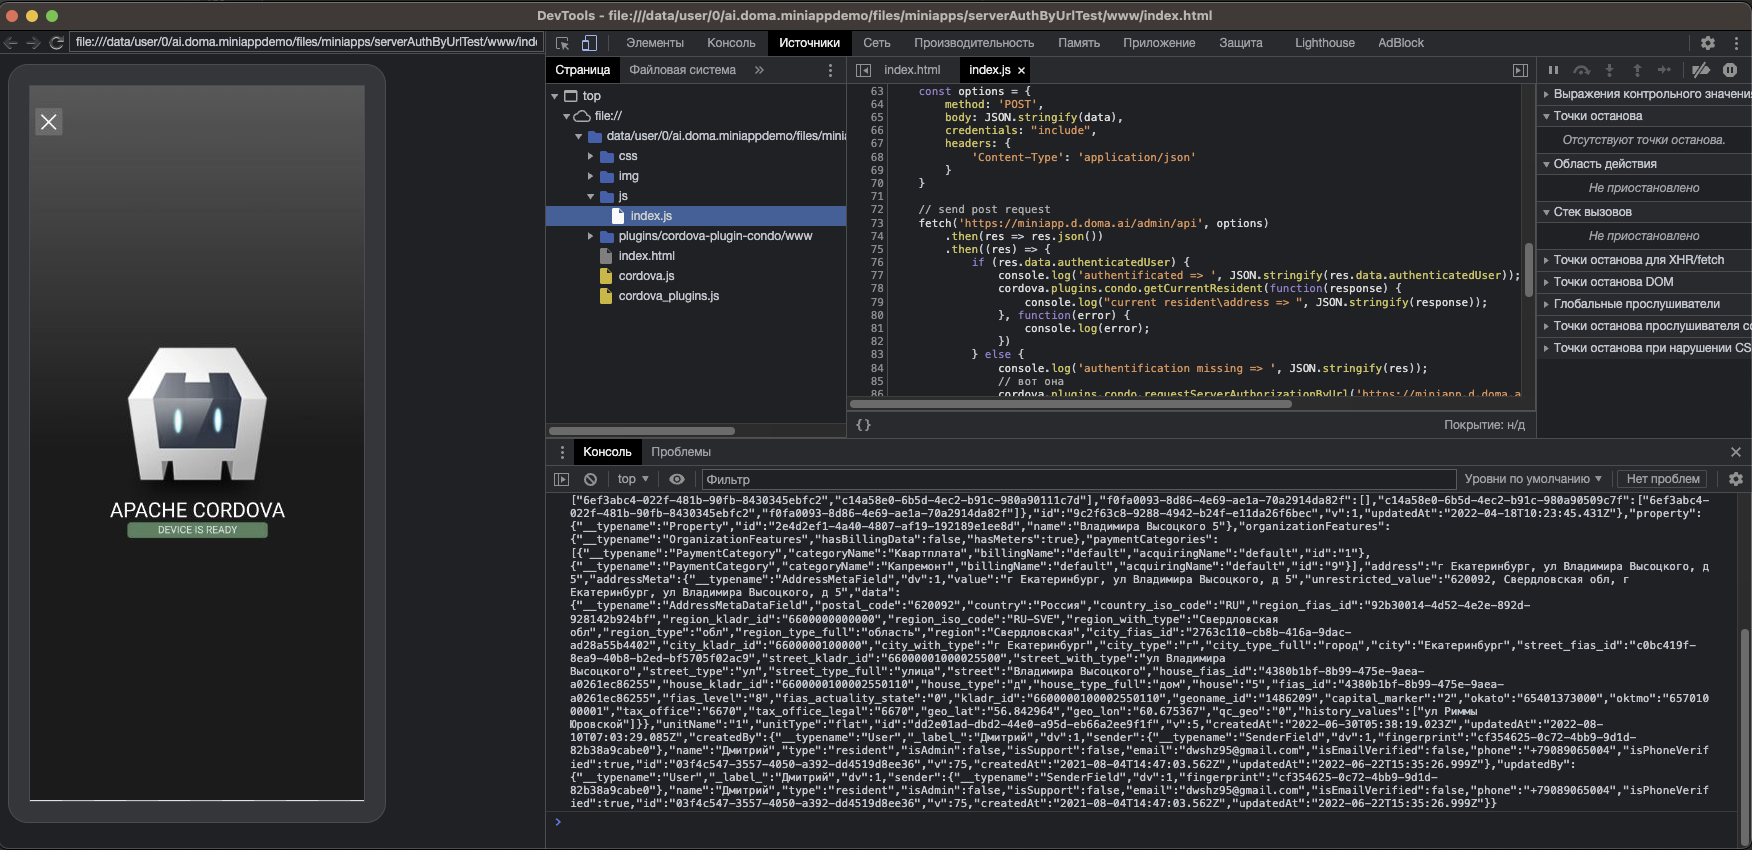 DevTools - file:///data/user/0/ai.doma.miniappdemo/files/miniapps/serverAuthByUrlTest/www/index.html
file:///data/user/0/ai.doma.miniappdemo/files/miniapps/serverAuthByUrlTest/www/ind
Элементы Консоль Источники Сеть Производительность Память Приложение Защита Lighthouse AdBlock
Страница Файловая система »
top
file://
data/user/0/ai.doma.miniappdemo/files/minia
css
img
js
index.js
plugins/cordova-plugin-condo/www
index.html
cordova.js
cordova_plugins.js
index.html index.js ×
63 const options = {
64 method: 'POST',
65 body: JSON.stringify(data),
66 credentials: "include",
67 headers: {
68 'Content-Type': 'application/json'
69 }
70 }
71
72 // send post request
73 fetch('https://miniapp.d.doma.ai/admin/api', options)
74 .then(res => res.json())
75 .then((res) => {
76 if (res.data.authenticatedUser) {
77 console.log('authentificated => ', JSON.stringify(res.data.authenticatedUser));
78 cordova.plugins.condo.getCurrentResident(function(response) {
79 console.log("current resident\address => ", JSON.stringify(response));
80 }, function(error) {
81 console.log(error);
82 })
83 } else {
84 console.log('authentification missing => ', JSON.stringify(res));
85 // вот она
86 cordova.plugins.condo.requestServerAuthorizationByUrl('https://miniapp.d.doma.a
{} Покрытие: н/д
Выражения контрольного значени
Точки останова
Отсутствуют точки останова.
Область действия
Не приостановлено
Стек вызовов
Не приостановлено
Точки останова для XHR/fetch
Точки останова DOM
Глобальные прослушиватели
Точки останова прослушивателя со
Точки останова при нарушении CS
APACHE CORDOVA
DEVICE IS READY
Консоль Проблемы
top ▼ Фильтр Уровни по умолчанию ▼ Нет проблем
["6ef3abc4-022f-481b-90fb-8430345ebfc2","c14a58e0-6b5d-4ec2-b91c-980a90111c7d"],"f0fa0093-8d86-4e69-ae1a-70a2914da82f":[],"c14a58e0-6b5d-4ec2-b91c-980a90509c7f":["6ef3abc4-
022f-481b-90fb-8430345ebfc2","f0fa0093-8d86-4e69-ae1a-70a2914da82f"]},"id":"9c2f63c8-9288-4942-b24f-e11da26f6bec","v":1,"updatedAt":"2022-04-18T10:23:45.431Z"},"property":
{"__typename":"Property","id":"2e4d2ef1-4a40-4807-af19-192189e1ee8d","name":"Владимира Высоцкого 5"},"organizationFeatures":
{"__typename":"OrganizationFeatures","hasBillingData":false,"hasMeters":true},"paymentCategories":
[{"__typename":"PaymentCategory","categoryName":"Квартплата","billingName":"default","acquiringName":"default","id":"1"},
{"__typename":"PaymentCategory","categoryName":"Капремонт","billingName":"default","acquiringName":"default","id":"9"}],"address":"г Екатеринбург, ул Владимира Высоцкого, д
5","addressMeta":{"__typename":"AddressMetaField","dv":1,"value":"г Екатеринбург, ул Владимира Высоцкого, д 5","unrestricted_value":"620092, Свердловская обл, г
Екатеринбург, ул Владимира Высоцкого, д 5","data":
{"__typename":"AddressMetaDataField","postal_code":"620092","country":"Россия","country_iso_code":"RU","region_fias_id":"92b30014-4d52-4e2e-892d-
928142b924bf","region_kladr_id":"6600000000000","region_iso_code":"RU-SVE","region_with_type":"Свердловская
обл","region_type":"обл","region_type_full":"область","region":"Свердловская","city_fias_id":"2763c110-cb8b-416a-9dac-
ad28a55b4402","city_kladr_id":"6600000100000","city_with_type":"г Екатеринбург","city_type":"г","city_type_full":"город","city":"Екатеринбург","street_fias_id":"c0bc419f-
8ea9-40b8-b2ed-bf5705f02ac9","street_kladr_id":"66000001000025500","street_with_type":"ул Владимира
Высоцкого","street_type":"ул","street_type_full":"улица","street":"Владимира Высоцкого","house_fias_id":"4380b1bf-8b99-475e-9aea-
a0261ec86255","house_kladr_id":"6600000100002550110","house_type":"д","house_type_full":"дом","house":"5","fias_id":"4380b1bf-8b99-475e-9aea-
a0261ec86255","fias_level":"8","fias_actuality_state":"0","kladr_id":"6600000100002550110","geoname_id":"1486209","capital_marker":"2","okato":"65401373000","oktmo":"65701
000001","tax_office":"6670","tax_office_legal":"6670","geo_lat":"56.842964","geo_lon":"60.675367","qc_geo":"0","history_values":["ул Риммы
Юровской"]}},"unitName":"1","unitType":"flat","id":"dd2e01ad-dbd2-44e0-a95d-eb66a2ee9f1f","v":5,"createdAt":"2022-06-30T05:38:19.023Z","updatedAt":"2022-08-
10T07:03:29.085Z","createdBy":{"__typename":"User","_label_":"Дмитрий","dv":1,"sender":{"__typename":"SenderField","dv":1,"fingerprint":"cf354625-0c72-4bb9-9d1d-
82b38a9cabe0"},"name":"Дмитрий","type":"resident","isAdmin":false,"isSupport":false,"email":"dwshz95@gmail.com","isEmailVerified":false,"phone":"+79089065004","isPhoneVerif
ied":true,"id":"03f4c547-3557-4050-a392-dd4519d8ee36","v":75,"createdAt":"2021-08-04T14:47:03.562Z","updatedAt":"2022-06-22T15:35:26.999Z"},"updatedBy":
{"__typename":"User","_label_":"Дмитрий","dv":1,"sender":{"__typename":"SenderField","dv":1,"fingerprint":"cf354625-0c72-4bb9-9d1d-
82b38a9cabe0"},"name":"Дмитрий","type":"resident","isAdmin":false,"isSupport":false,"email":"dwshz95@gmail.com","isEmailVerified":false,"phone":"+79089065004","isPhoneVerif
ied":true,"id":"03f4c547-3557-4050-a392-dd4519d8ee36","v":75,"createdAt":"2021-08-04T14:47:03.562Z","updatedAt":"2022-06-22T15:35:26.999Z"}}